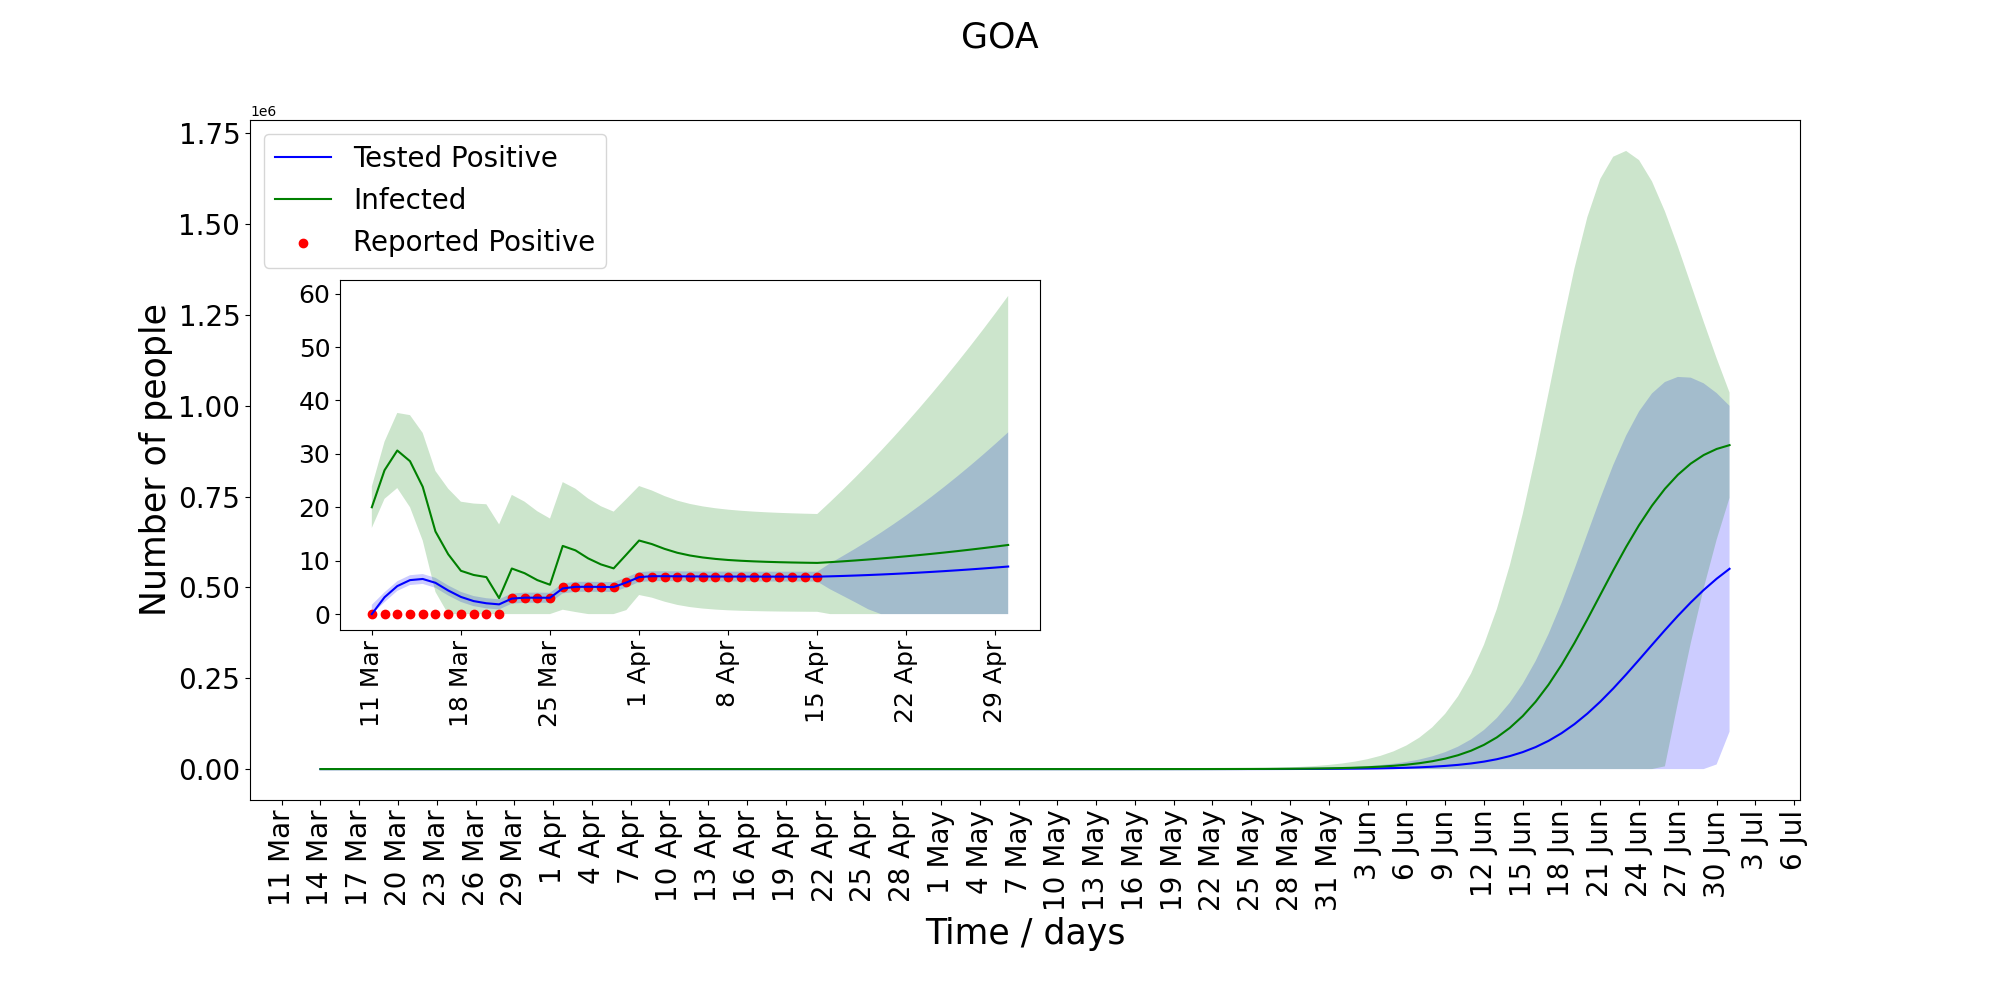 GOA
1e6
1.75
1.50
1.25
1.00
0.75
0.50
0.25
0.00
Number of people
Tested Positive
Infected
Reported Positive
60
50
40
30
20
10
0
11 Mar
18 Mar
25 Mar
1 Apr
8 Apr
15 Apr
22 Apr
29 Apr
11 Mar
14 Mar
17 Mar
20 Mar
23 Mar
26 Mar
29 Mar
1 Apr
4 Apr
7 Apr
10 Apr
13 Apr
16 Apr
19 Apr
22 Apr
25 Apr
28 Apr
1 May
4 May
7 May
10 May
13 May
16 May
19 May
22 May
25 May
28 May
31 May
3 Jun
6 Jun
9 Jun
12 Jun
15 Jun
18 Jun
21 Jun
24 Jun
27 Jun
30 Jun
3 Jul
6 Jul
Time / days